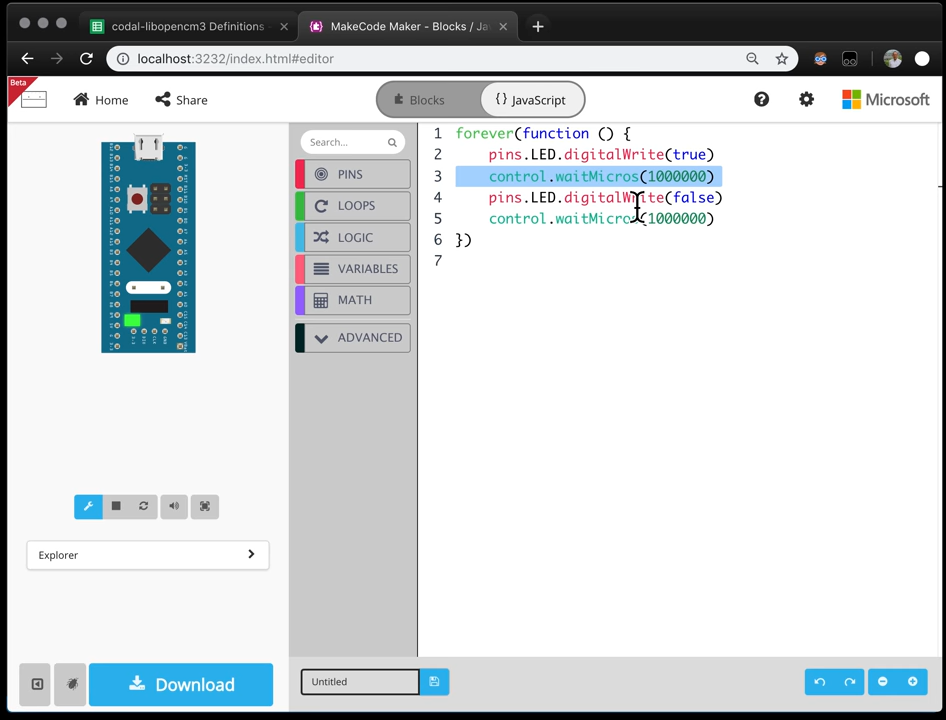 codal-libopencm3 Definitions
MakeCode Maker - Blocks / Ja
localhost:3232/index.html#editor
Beta
Home
Share
Blocks
{} JavaScript
Microsoft
Search...
PINS
LOOPS
LOGIC
VARIABLES
MATH
ADVANCED
1 forever(function () {
2 pins.LED.digitalWrite(true)
3 control.waitMicros(1000000)
4 pins.LED.digitalWrite(false)
5 control.waitMicros(1000000)
6 })
7
Explorer
Download
Untitled